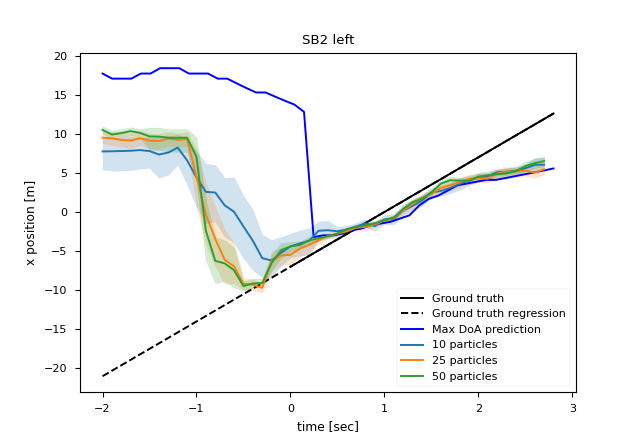 SB2 left
20
15
10
5
0
−5
−10
−15
−20
x position [m]
−2
−1
0
1
2
3
time [sec]
Ground truth
Ground truth regression
Max DoA prediction
10 particles
25 particles
50 particles